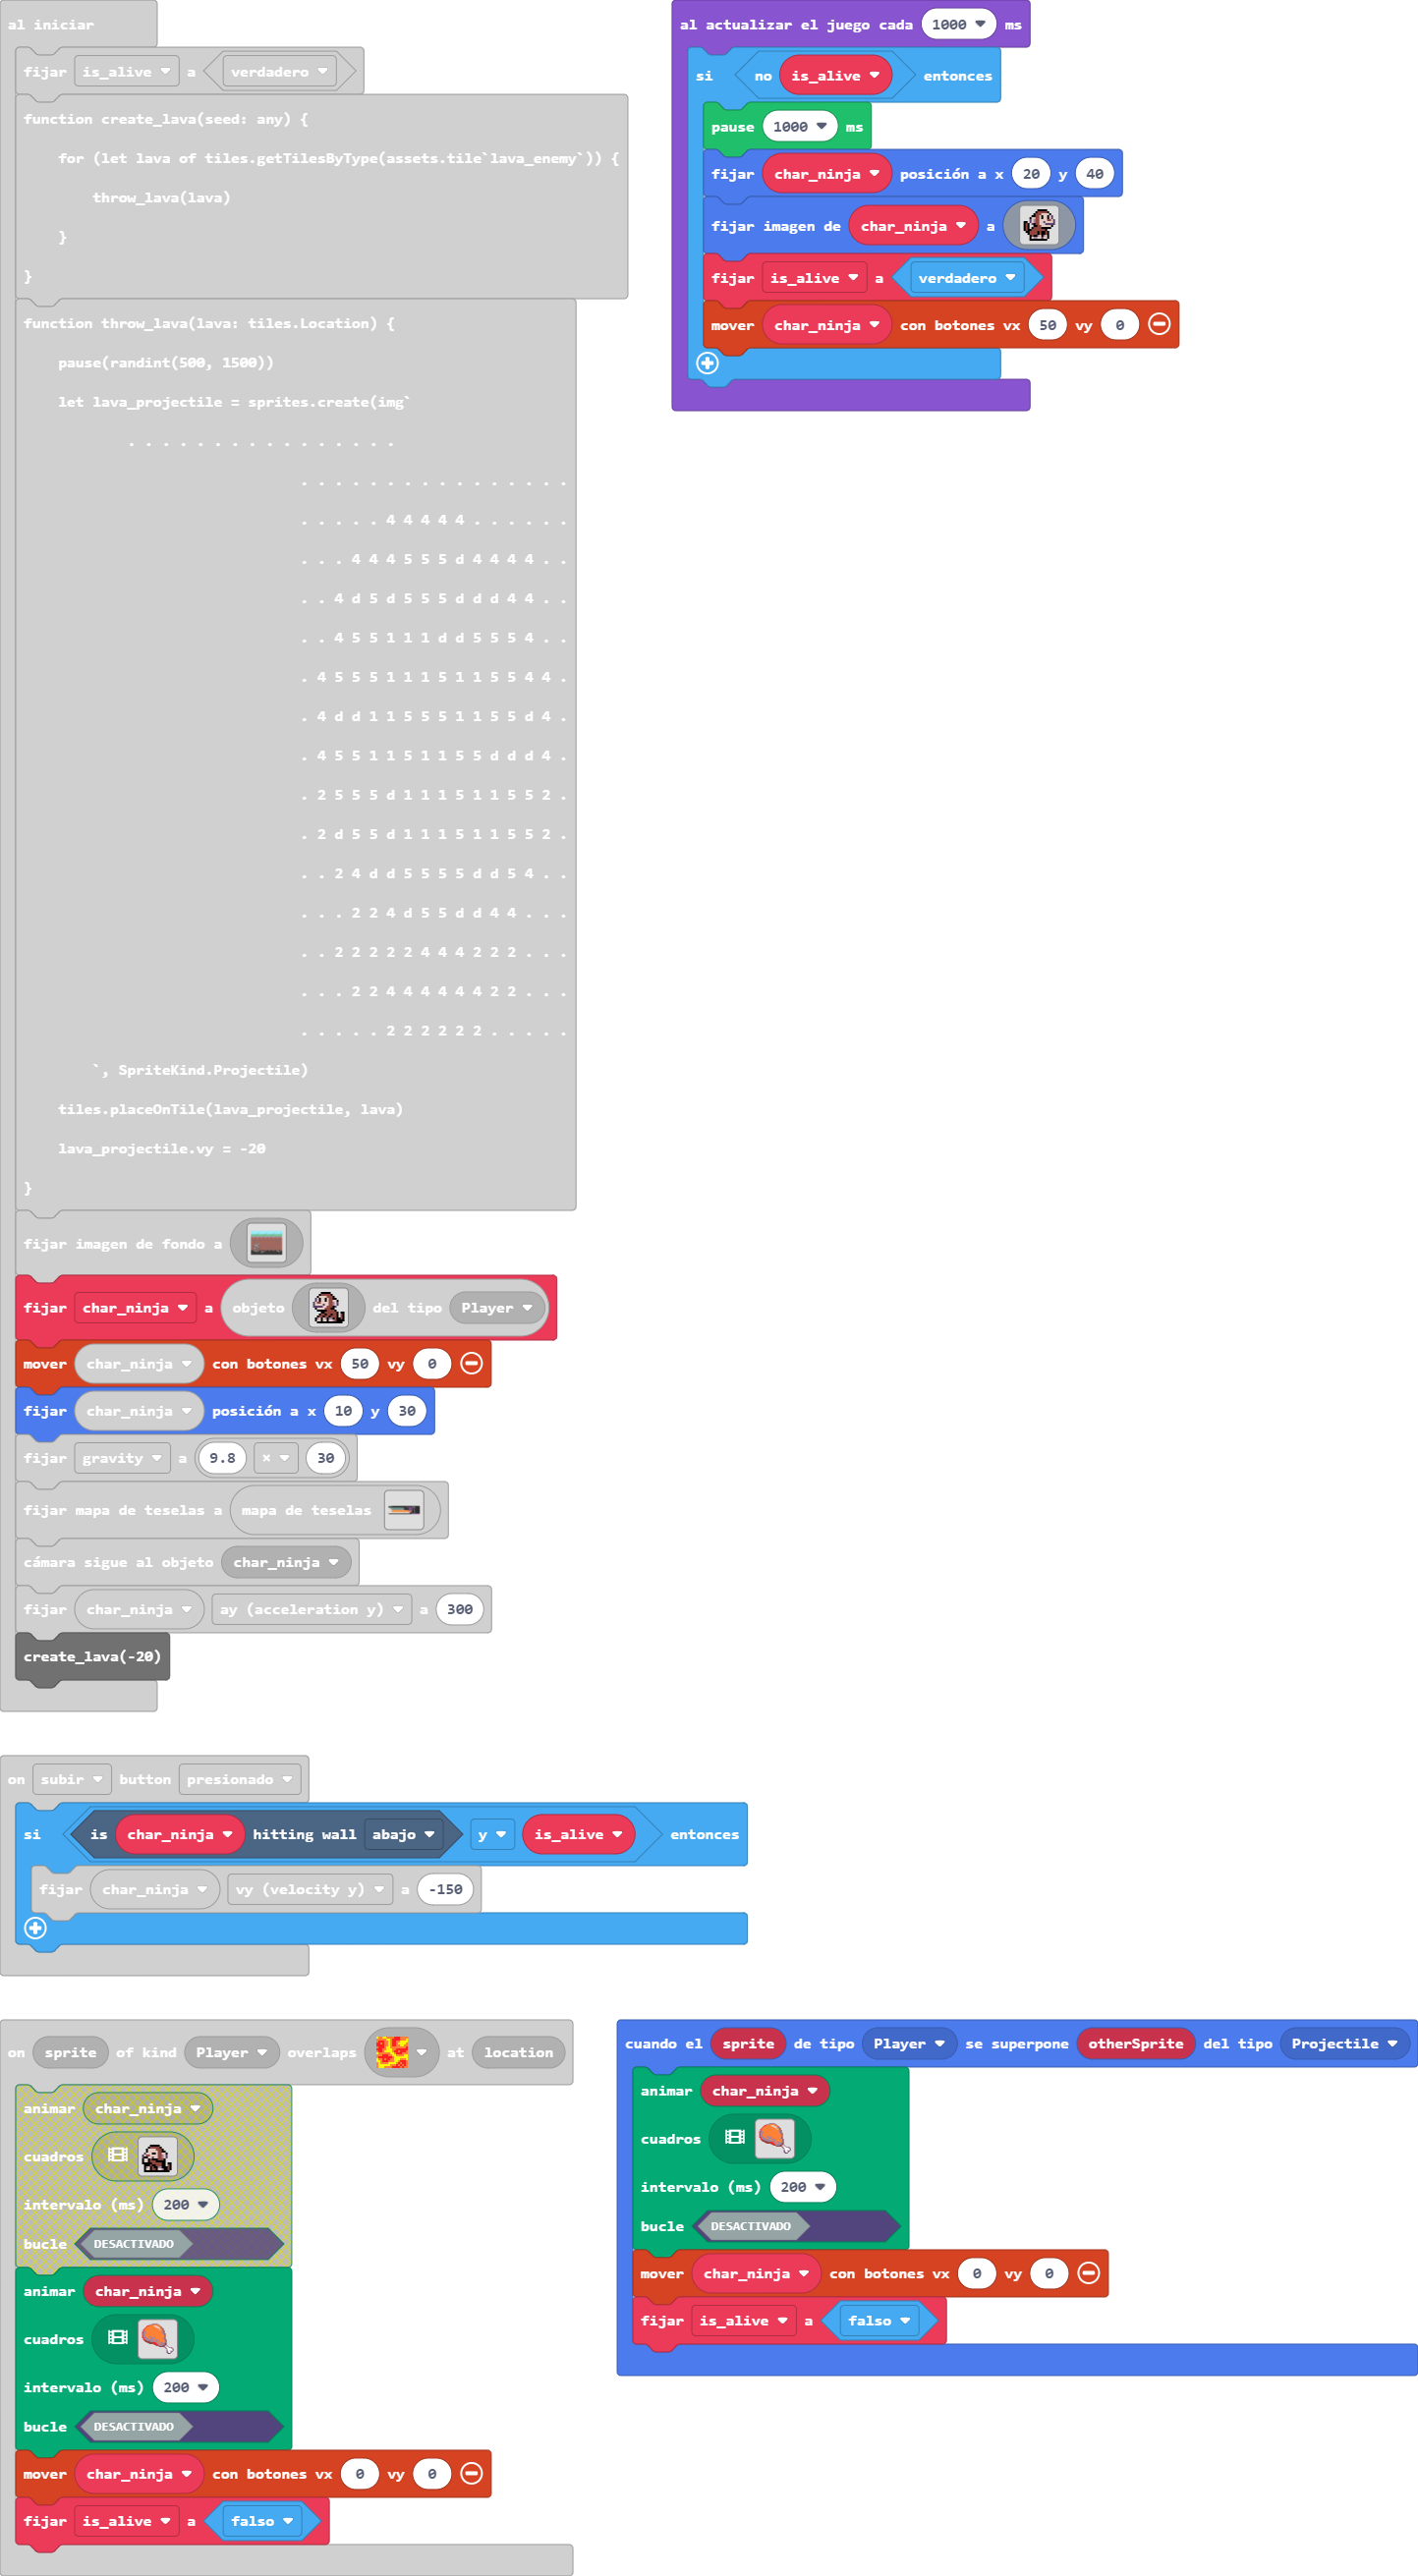 al iniciar
fijar is_alive a verdadero
function create_lava(seed: any) {
for (let lava of tiles.getTilesByType(assets.tile`lava_enemy`)) {
throw_lava(lava)
}
}
function throw_lava(lava: tiles.Location) {
pause(randint(500, 1500))
let lava_projectile = sprites.create(img`
. . . . . . . . . . . . . . . .
. . . . . . . . . . . . . . . .
. . . . . 4 4 4 4 4 . . . . . .
. . . 4 4 4 5 5 5 d 4 4 4 4 . .
. . 4 d 5 d 5 5 5 d d d 4 4 . .
. . 4 5 5 1 1 1 d d 5 5 5 4 . .
. 4 5 5 5 1 1 1 5 1 1 5 5 4 4 .
. 4 d d 1 1 5 5 5 1 1 5 5 d 4 .
. 4 5 5 1 1 5 1 1 5 5 d d d 4 .
. 2 5 5 5 d 1 1 1 5 1 1 5 5 2 .
. 2 d 5 5 d 1 1 1 5 1 1 5 5 2 .
. . 2 4 d d 5 5 5 5 d d 5 4 . .
. . . 2 2 4 d 5 5 d d 4 4 . . .
. . 2 2 2 2 2 4 4 4 2 2 2 . . .
. . . 2 2 4 4 4 4 4 4 2 2 . . .
. . . . . 2 2 2 2 2 2 . . . . .
`, SpriteKind.Projectile)
tiles.placeOnTile(lava_projectile, lava)
lava_projectile.vy = -20
}
fijar imagen de fondo a
fijar char_ninja a objeto del tipo Player
mover char_ninja con botones vx 50 vy 0
fijar char_ninja posición a x 10 y 30
fijar gravity a 9.8 × 30
fijar mapa de teselas a mapa de teselas
cámara sigue al objeto char_ninja
fijar char_ninja ay (acceleration y) a 300
create_lava(-20)
al actualizar el juego cada 1000 ms
si no is_alive entonces
pause 1000 ms
fijar char_ninja posición a x 20 y 40
fijar imagen de char_ninja a
fijar is_alive a verdadero
mover char_ninja con botones vx 50 vy 0
on subir button presionado
si is char_ninja hitting wall abajo y is_alive entonces
fijar char_ninja vy (velocity y) a -150
on sprite of kind Player overlaps at location
animar char_ninja
cuadros
intervalo (ms) 200
bucle DESACTIVADO
animar char_ninja
cuadros
intervalo (ms) 200
bucle DESACTIVADO
mover char_ninja con botones vx 0 vy 0
fijar is_alive a falso
cuando el sprite de tipo Player se superpone otherSprite del tipo Projectile
animar char_ninja
cuadros
intervalo (ms) 200
bucle DESACTIVADO
mover char_ninja con botones vx 0 vy 0
fijar is_alive a falso